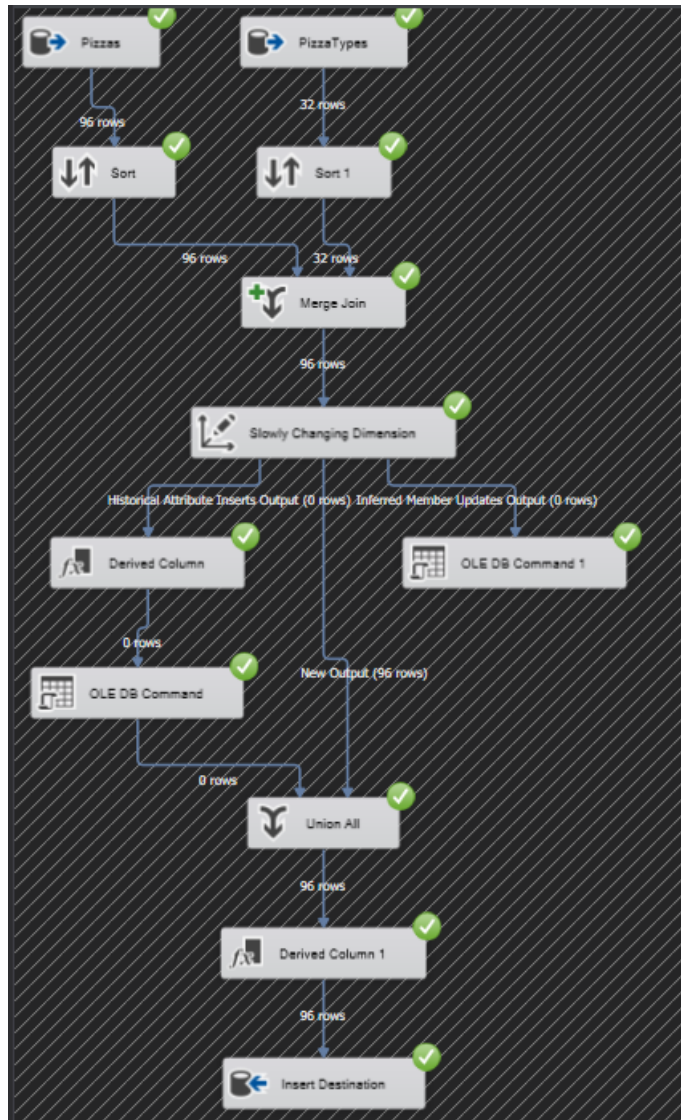 Pizzas
PizzaTypes
96 rows
32 rows
Sort
Sort 1
96 rows
32 rows
Merge Join
96 rows
Slowly Changing Dimension
Historical Attribute Inserts Output (0 rows)
Inferred Member Updates Output (0 rows)
Derived Column
OLE DB Command 1
0 rows
OLE DB Command
New Output (96 rows)
0 rows
Union All
96 rows
Derived Column 1
96 rows
Insert Destination